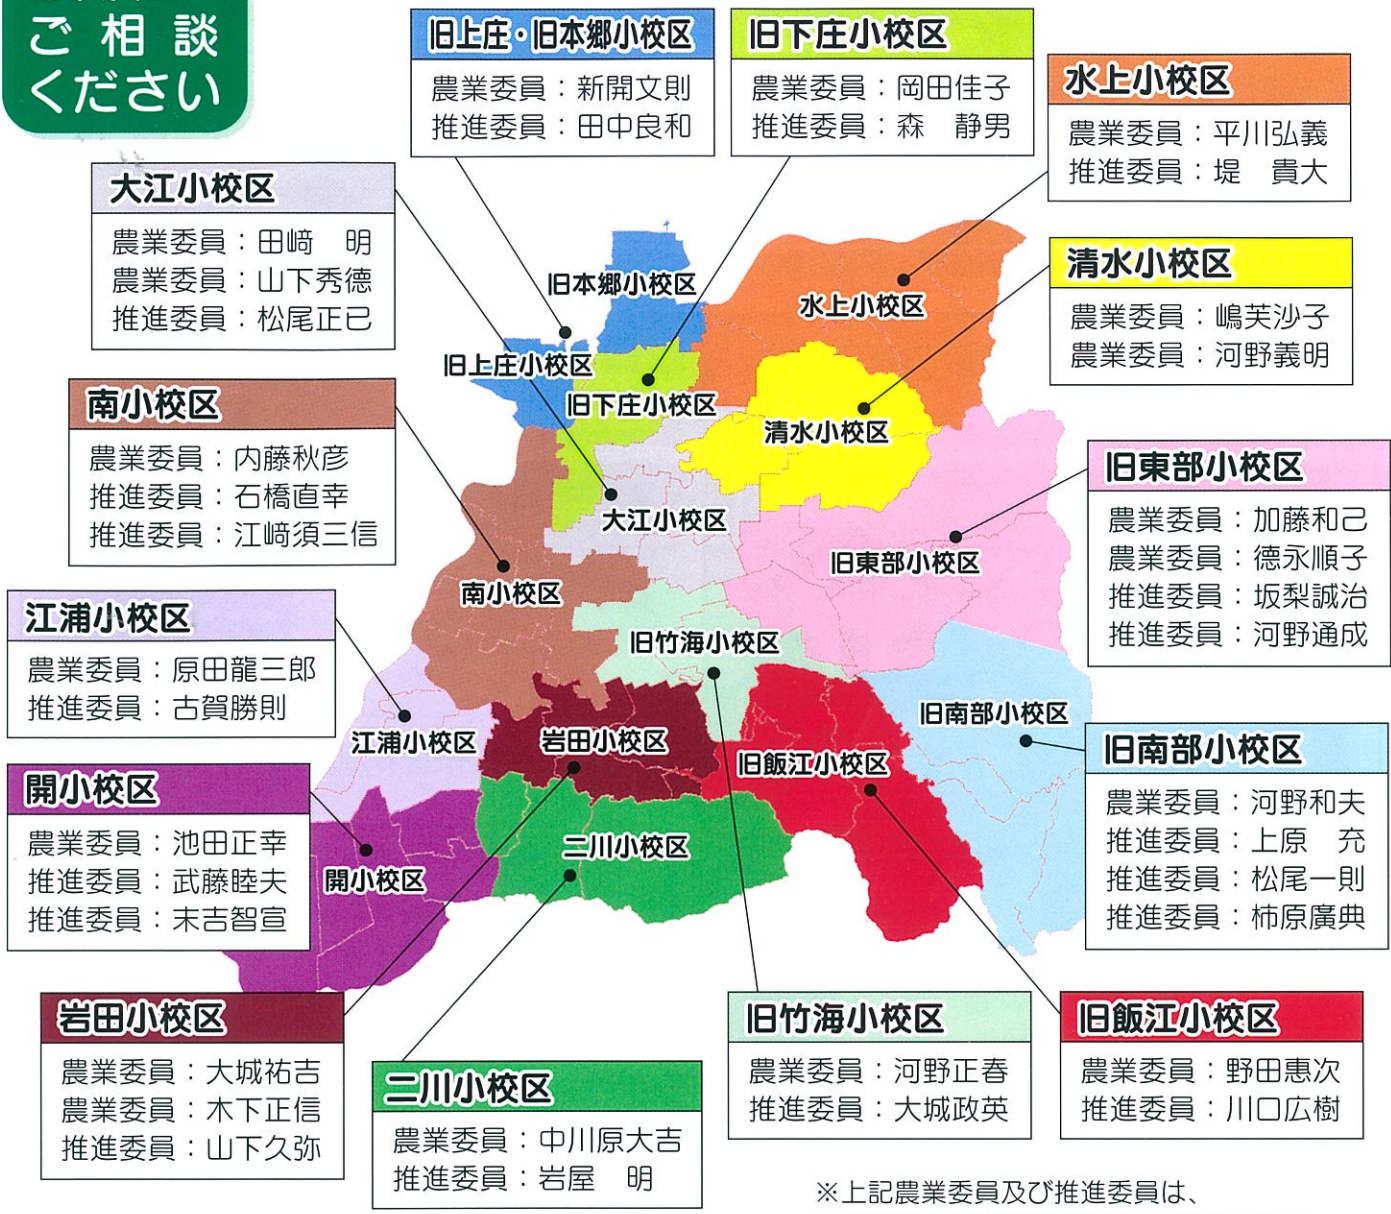 ご相談
ください
旧上庄・旧本郷小校区
農業委員：新開文則
推進委員：田中良和
旧下庄小校区
農業委員：岡田佳子
推進委員：森　静男
水上小校区
農業委員：平川弘義
推進委員：堤　貴大
大江小校区
農業委員：田﨑　明
農業委員：山下秀徳
推進委員：松尾正已
清水小校区
農業委員：嶋芙沙子
農業委員：河野義明
南小校区
農業委員：内藤秋彦
推進委員：石橋直幸
推進委員：江﨑須三信
旧東部小校区
農業委員：加藤和己
農業委員：德永順子
推進委員：坂梨誠治
推進委員：河野通成
江浦小校区
農業委員：原田龍三郎
推進委員：古賀勝則
旧南部小校区
農業委員：河野和夫
推進委員：上原　充
推進委員：松尾一則
推進委員：柿原廣典
開小校区
農業委員：池田正幸
推進委員：武藤睦夫
推進委員：末吉智宣
岩田小校区
農業委員：大城祐吉
農業委員：木下正信
推進委員：山下久弥
二川小校区
農業委員：中川原大吉
推進委員：岩屋　明
旧竹海小校区
農業委員：河野正春
推進委員：大城政英
旧飯江小校区
農業委員：野田恵次
推進委員：川口広樹
旧本郷小校区
水上小校区
旧上庄小校区
旧下庄小校区
清水小校区
大江小校区
旧東部小校区
南小校区
旧竹海小校区
旧南部小校区
江浦小校区
岩田小校区
旧飯江小校区
二川小校区
開小校区
※上記農業委員及び推進委員は、